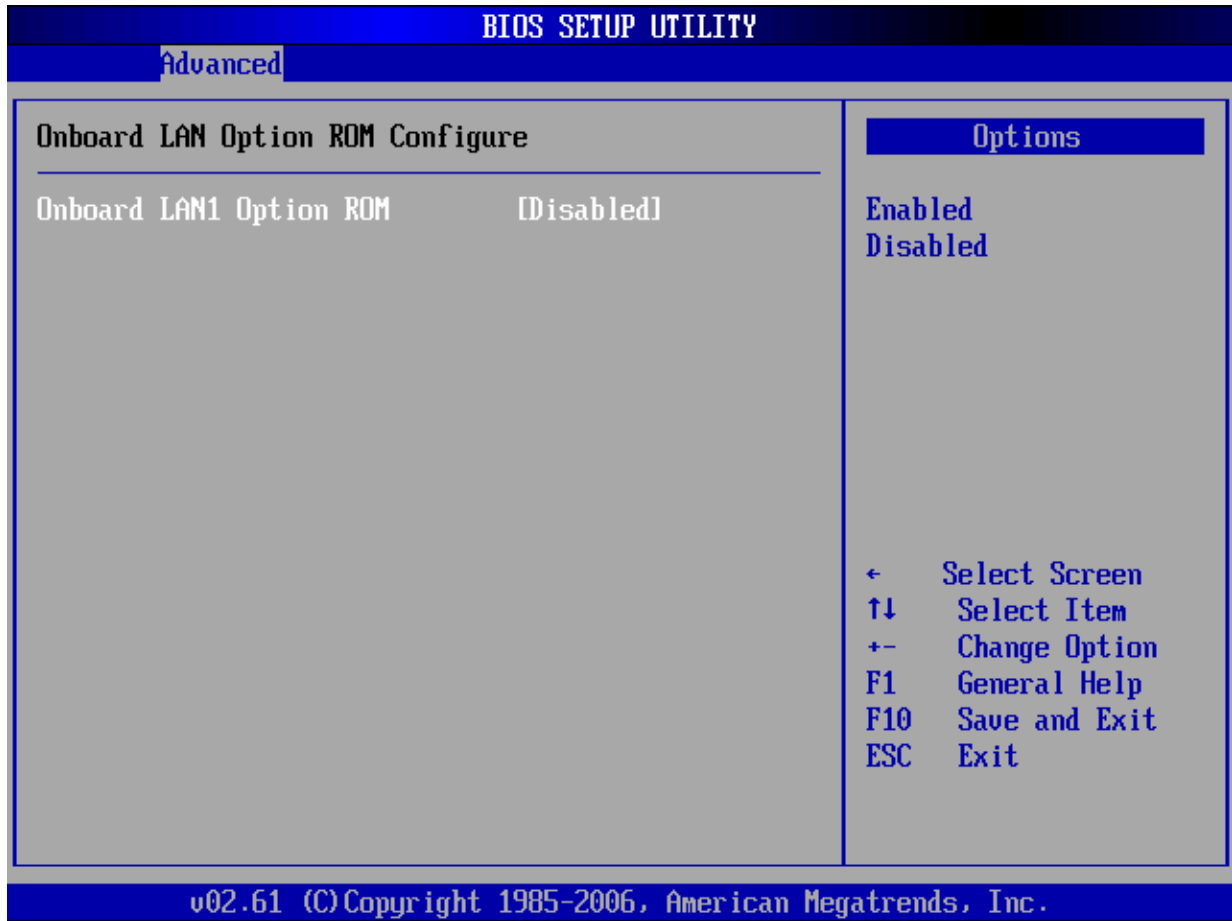 BIOS SETUP UTILITY
Advanced
Onboard LAN Option ROM Configure
Onboard LAN1 Option ROM [Disabled]
Options
Enabled
Disabled
← Select Screen
↑↓ Select Item
+- Change Option
F1 General Help
F10 Save and Exit
ESC Exit
v02.61 (C)Copyright 1985-2006, American Megatrends, Inc.